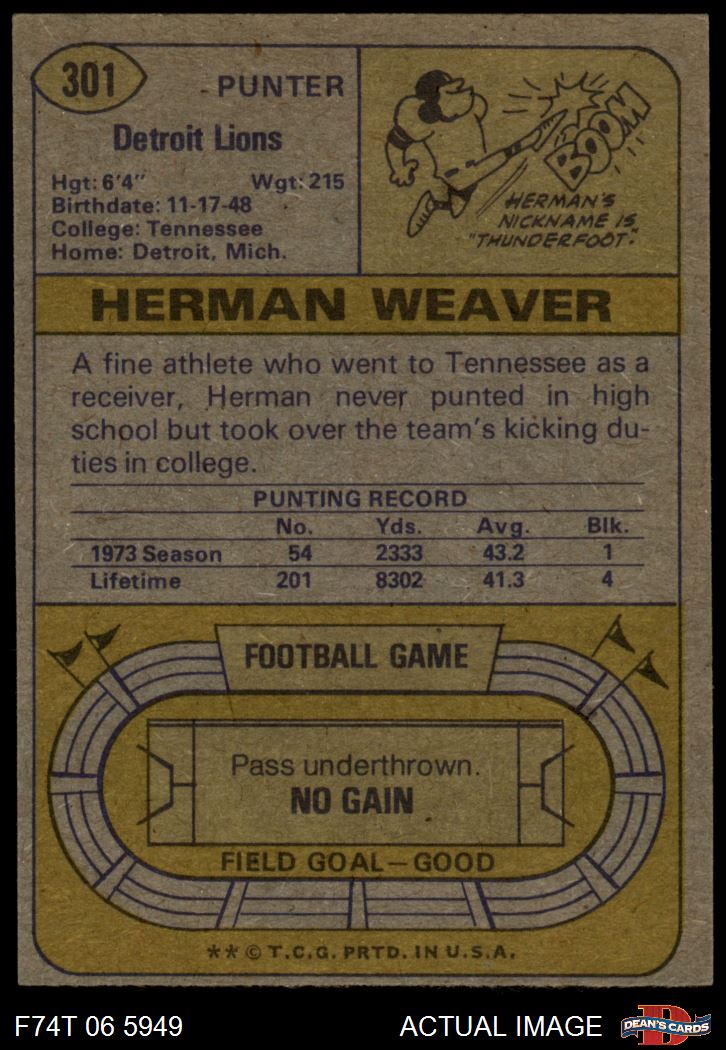 301
PUNTER
Detroit Lions
Hgt: 6'4" Wgt: 215
Birthdate: 11-17-48
College: Tennessee
Home: Detroit, Mich.
BOOM
HERMAN'S
NICKNAME IS
"THUNDERFOOT."
HERMAN WEAVER
A fine athlete who went to Tennessee as a
receiver, Herman never punted in high
school but took over the team's kicking du-
ties in college.
PUNTING RECORD
No. Yds. Avg. Blk.
1973 Season 54 2333 43.2 1
Lifetime 201 8302 41.3 4
FOOTBALL GAME
Pass underthrown.
NO GAIN
FIELD GOAL—GOOD
** © T.C.G. PRTD. IN U.S.A.
F74T 06 5949 ACTUAL IMAGE
D
DEAN'S CARDS